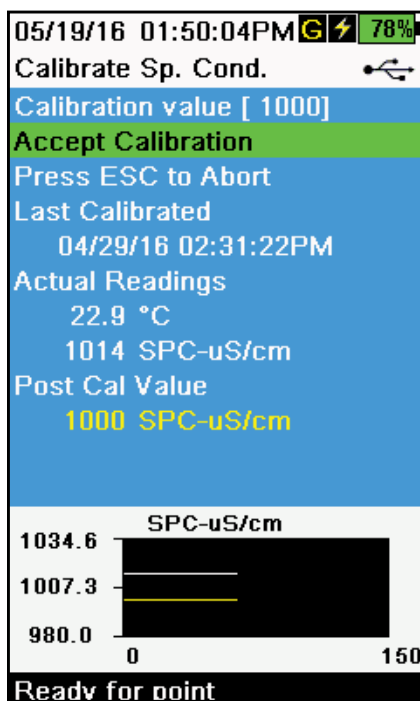 05/19/16 01:50:04PM G 78%
Calibrate Sp. Cond.
Calibration value [ 1000]
Accept Calibration
Press ESC to Abort
Last Calibrated
04/29/16 02:31:22PM
Actual Readings
22.9 °C
1014 SPC-uS/cm
Post Cal Value
1000 SPC-uS/cm
SPC-uS/cm
1034.6
1007.3
980.0
0 150
Ready for point